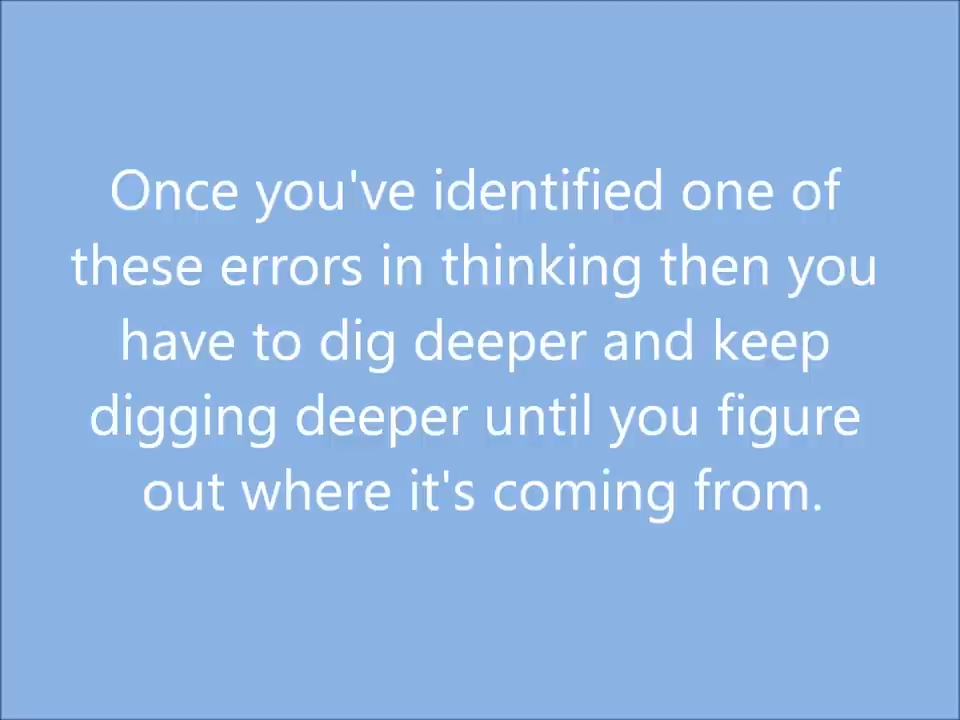 Once you've identified one of
these errors in thinking then you
have to dig deeper and keep
digging deeper until you figure
out where it's coming from.